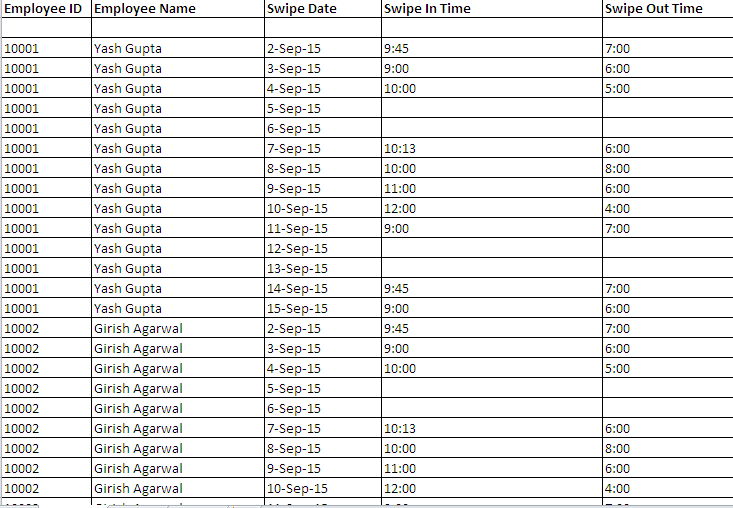 Employee ID Employee Name Swipe Date Swipe In Time Swipe Out Time
10001 Yash Gupta 2-Sep-15 9:45 7:00
10001 Yash Gupta 3-Sep-15 9:00 6:00
10001 Yash Gupta 4-Sep-15 10:00 5:00
10001 Yash Gupta 5-Sep-15
10001 Yash Gupta 6-Sep-15
10001 Yash Gupta 7-Sep-15 10:13 6:00
10001 Yash Gupta 8-Sep-15 10:00 8:00
10001 Yash Gupta 9-Sep-15 11:00 6:00
10001 Yash Gupta 10-Sep-15 12:00 4:00
10001 Yash Gupta 11-Sep-15 9:00 7:00
10001 Yash Gupta 12-Sep-15
10001 Yash Gupta 13-Sep-15
10001 Yash Gupta 14-Sep-15 9:45 7:00
10001 Yash Gupta 15-Sep-15 9:00 6:00
10002 Girish Agarwal 2-Sep-15 9:45 7:00
10002 Girish Agarwal 3-Sep-15 9:00 6:00
10002 Girish Agarwal 4-Sep-15 10:00 5:00
10002 Girish Agarwal 5-Sep-15
10002 Girish Agarwal 6-Sep-15
10002 Girish Agarwal 7-Sep-15 10:13 6:00
10002 Girish Agarwal 8-Sep-15 10:00 8:00
10002 Girish Agarwal 9-Sep-15 11:00 6:00
10002 Girish Agarwal 10-Sep-15 12:00 4:00